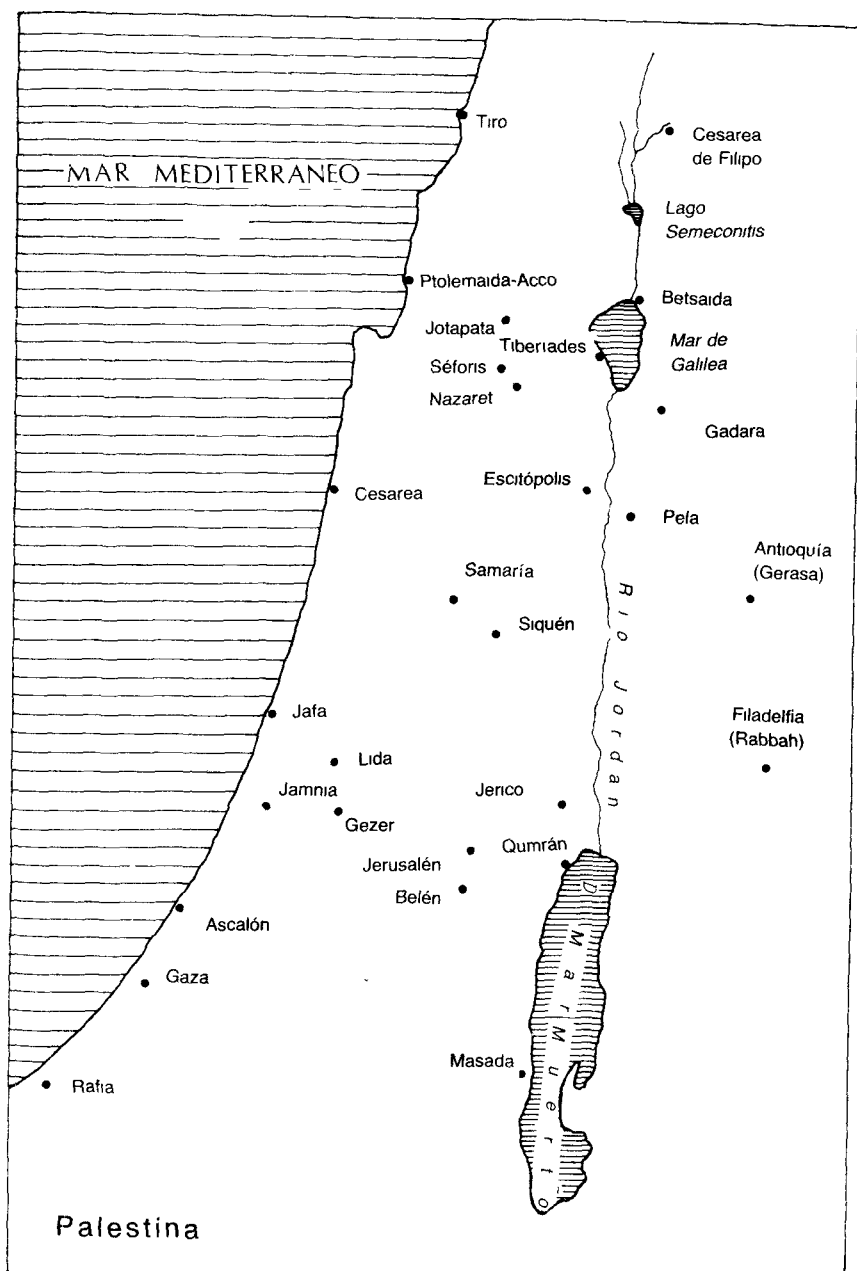 Tiro
Cesarea
de Filipo
MAR MEDITERRANEO
Lago
Semeconitis
Ptolemaida-Acco
Betsaida
Jotapata
Tiberiades
Mar de
Galilea
Séforis
Nazaret
Gadara
Cesarea
Escitópolis
Pela
Antioquía
(Gerasa)
Samaría
Siquén
Rio Jordan
Jafa
Filadelfia
(Rabbah)
Lida
Jamnia
Jerico
Gezer
Jerusalén
Qumrán
Belén
Ascalón
Gaza
Mar Muerto
Masada
Rafia
Palestina